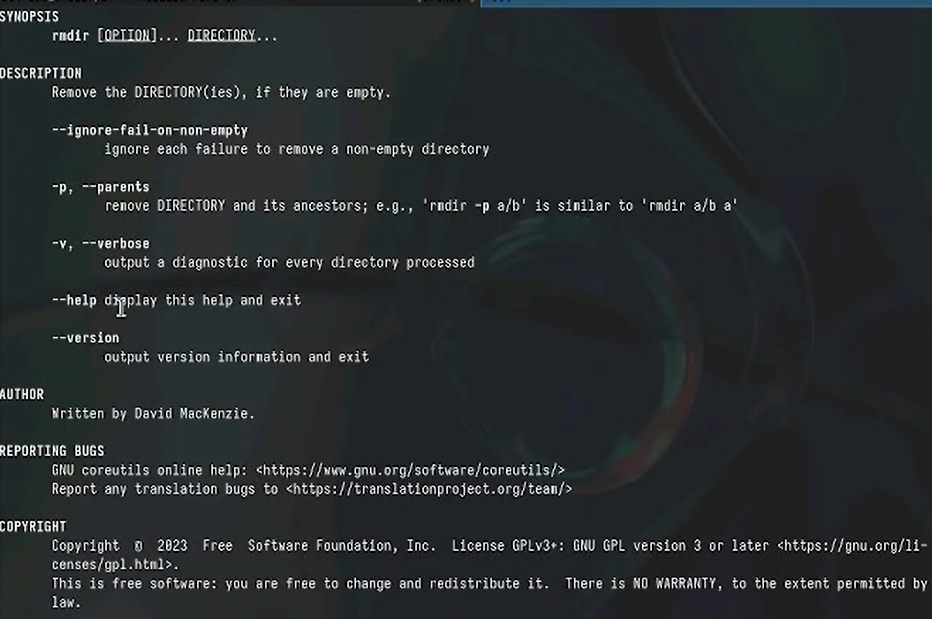 SYNOPSIS
rmdir [OPTION]... DIRECTORY...
DESCRIPTION
Remove the DIRECTORY(ies), if they are empty.
--ignore-fail-on-non-empty
ignore each failure to remove a non-empty directory
-p, --parents
remove DIRECTORY and its ancestors; e.g., 'rmdir -p a/b' is similar to 'rmdir a/b a'
-v, --verbose
output a diagnostic for every directory processed
--help display this help and exit
--version
output version information and exit
AUTHOR
Written by David MacKenzie.
REPORTING BUGS
GNU coreutils online help: <https://www.gnu.org/software/coreutils/>
Report any translation bugs to <https://translationproject.org/team/>
COPYRIGHT
Copyright © 2023 Free Software Foundation, Inc. License GPLv3+: GNU GPL version 3 or later <https://gnu.org/li-
censes/gpl.html>.
This is free software: you are free to change and redistribute it. There is NO WARRANTY, to the extent permitted by
law.